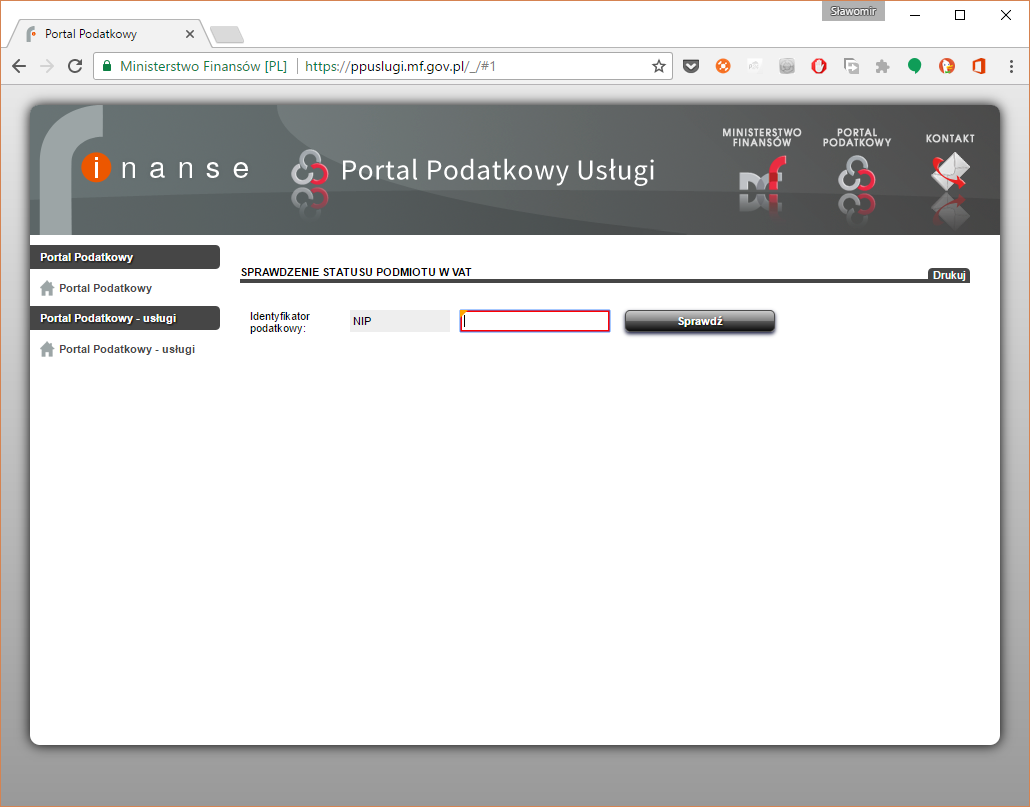 Sławomir
Portal Podatkowy
Ministerstwo Finansów [PL]
https://ppuslugi.mf.gov.pl/_/#1
finanse
Portal Podatkowy Usługi
MINISTERSTWO
FINANSÓW
PORTAL
PODATKOWY
KONTAKT
Portal Podatkowy
Portal Podatkowy
Portal Podatkowy - usługi
Portal Podatkowy - usługi
SPRAWDZENIE STATUSU PODMIOTU W VAT
Drukuj
Identyfikator
podatkowy:
NIP
Sprawdź